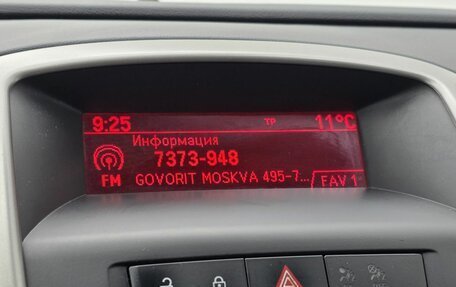 9:25 TP 11°C
Информация
7373-948
FM GOVORIT MOSKVA 495-7... FAV 1